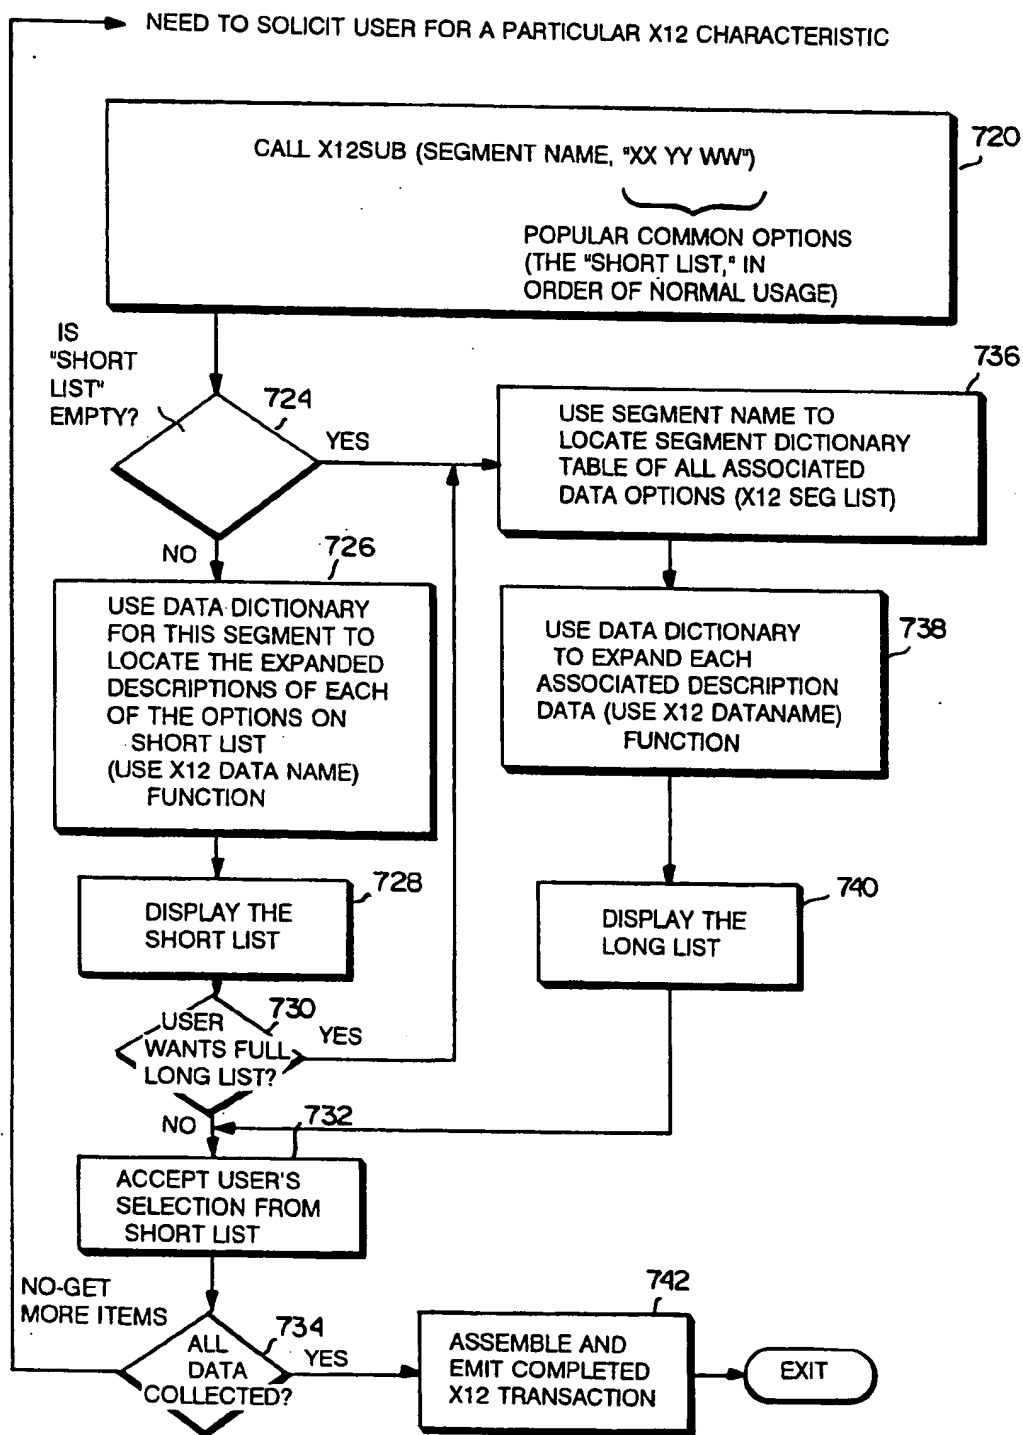 NEED TO SOLICIT USER FOR A PARTICULAR X12 CHARACTERISTIC
CALL X12SUB (SEGMENT NAME, "XX YY WW")
720
POPULAR COMMON OPTIONS
(THE "SHORT LIST," IN
ORDER OF NORMAL USAGE)
IS
"SHORT
LIST"
EMPTY?
724
YES
NO
736
USE SEGMENT NAME TO
LOCATE SEGMENT DICTIONARY
TABLE OF ALL ASSOCIATED
DATA OPTIONS (X12 SEG LIST)
726
USE DATA DICTIONARY
FOR THIS SEGMENT TO
LOCATE THE EXPANDED
DESCRIPTIONS OF EACH
OF THE OPTIONS ON
SHORT LIST
(USE X12 DATA NAME)
FUNCTION
738
USE DATA DICTIONARY
TO EXPAND EACH
ASSOCIATED DESCRIPTION
DATA (USE X12 DATANAME)
FUNCTION
728
DISPLAY THE
SHORT LIST
740
DISPLAY THE
LONG LIST
730
USER
WANTS FULL
LONG LIST?
YES
NO
732
ACCEPT USER'S
SELECTION FROM
SHORT LIST
NO-GET
MORE ITEMS
734
ALL
DATA
COLLECTED?
YES
742
ASSEMBLE AND
EMIT COMPLETED
X12 TRANSACTION
EXIT